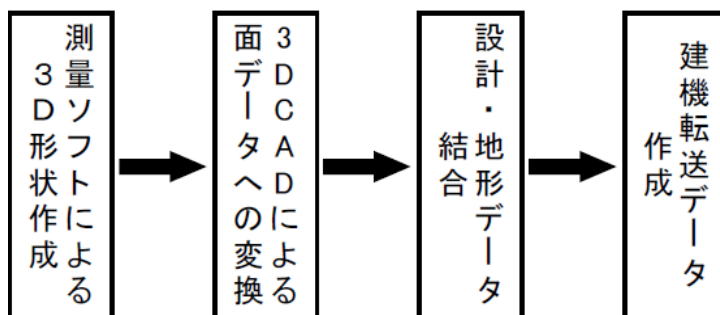 測量ソフトによる
３Ｄ形状作成
３ＤＣＡＤによる
面データへの変換
設計・地形データ
結合
建機転送データ
作成